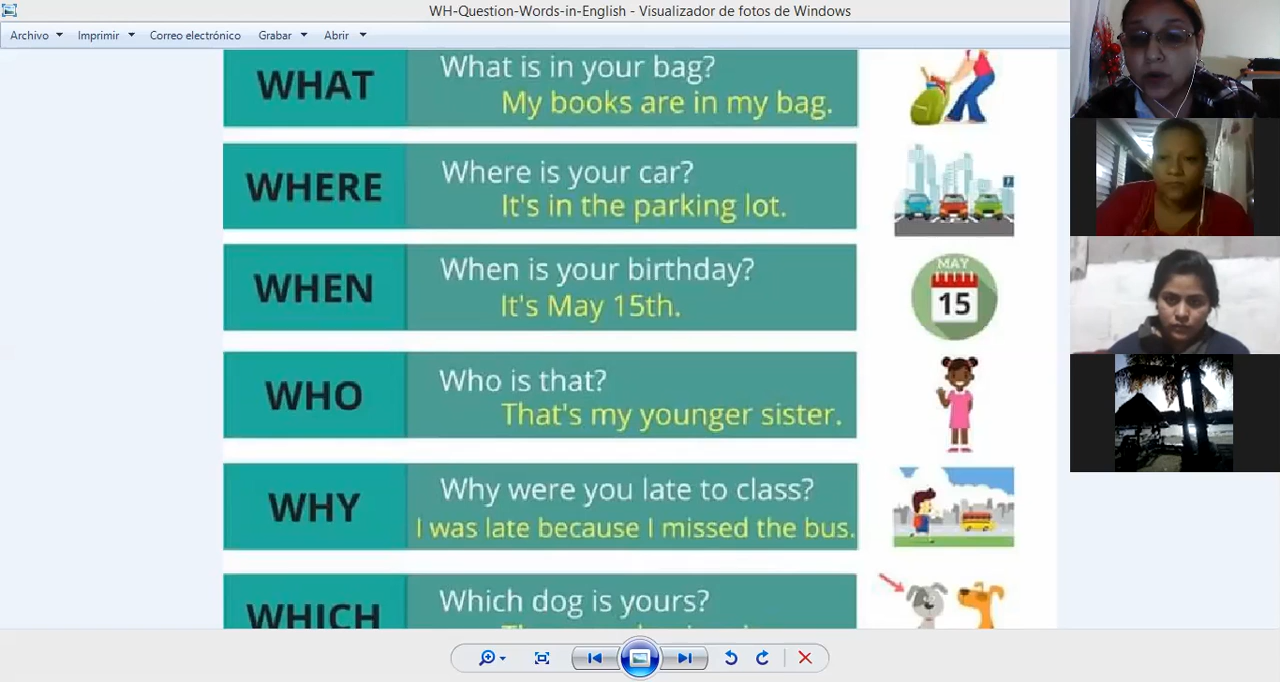 WH-Question-Words-in-English - Visualizador de fotos de Windows
Archivo Imprimir Correo electrónico Grabar Abrir
WHAT
What is in your bag?
My books are in my bag.
WHERE
Where is your car?
It's in the parking lot.
WHEN
When is your birthday?
It's May 15th.
MAY
15
WHO
Who is that?
That's my younger sister.
WHY
Why were you late to class?
I was late because I missed the bus.
WHICH
Which dog is yours?